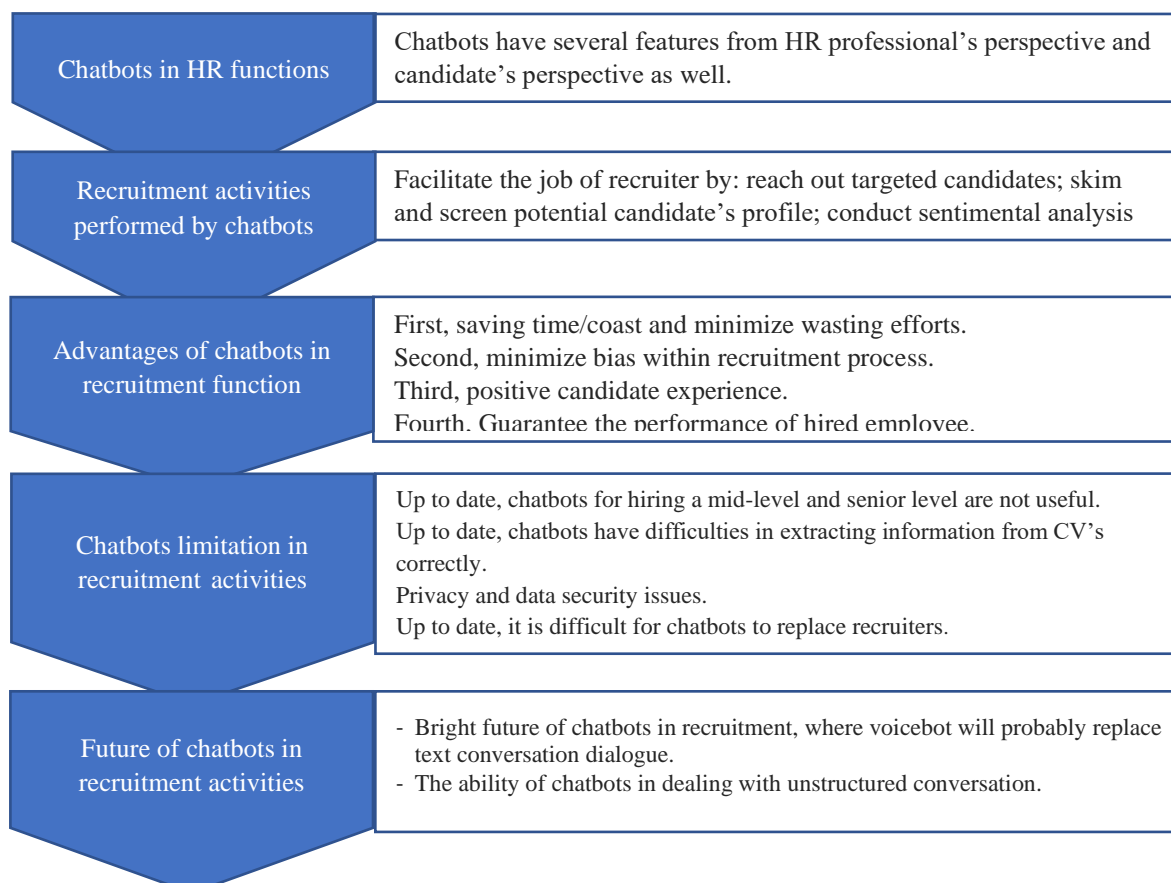 Chatbots in HR functions
Chatbots have several features from HR professional's perspective and
candidate's perspective as well.
Recruitment activities
performed by chatbots
Facilitate the job of recruiter by: reach out targeted candidates; skim
and screen potential candidate's profile; conduct sentimental analysis
Advantages of chatbots in
recruitment function
First, saving time/coast and minimize wasting efforts.
Second, minimize bias within recruitment process.
Third, positive candidate experience.
Fourth. Guarantee the performance of hired employee.
Chatbots limitation in
recruitment activities
Up to date, chatbots for hiring a mid-level and senior level are not useful.
Up to date, chatbots have difficulties in extracting information from CV's
correctly.
Privacy and data security issues.
Up to date, it is difficult for chatbots to replace recruiters.
Future of chatbots in
recruitment activities
- Bright future of chatbots in recruitment, where voicebot will probably replace
text conversation dialogue.
- The ability of chatbots in dealing with unstructured conversation.